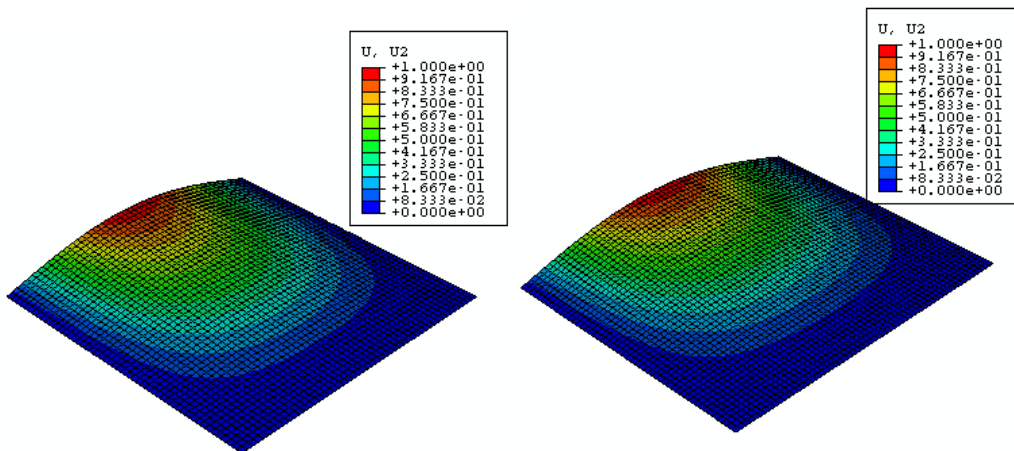 U, U2
+1.000e+00
+9.167e-01
+8.333e-01
+7.500e-01
+6.667e-01
+5.833e-01
+5.000e-01
+4.167e-01
+3.333e-01
+2.500e-01
+1.667e-01
+8.333e-02
+0.000e+00
U, U2
+1.000e+00
+9.167e-01
+8.333e-01
+7.500e-01
+6.667e-01
+5.833e-01
+5.000e-01
+4.167e-01
+3.333e-01
+2.500e-01
+1.667e-01
+8.333e-02
+0.000e+00